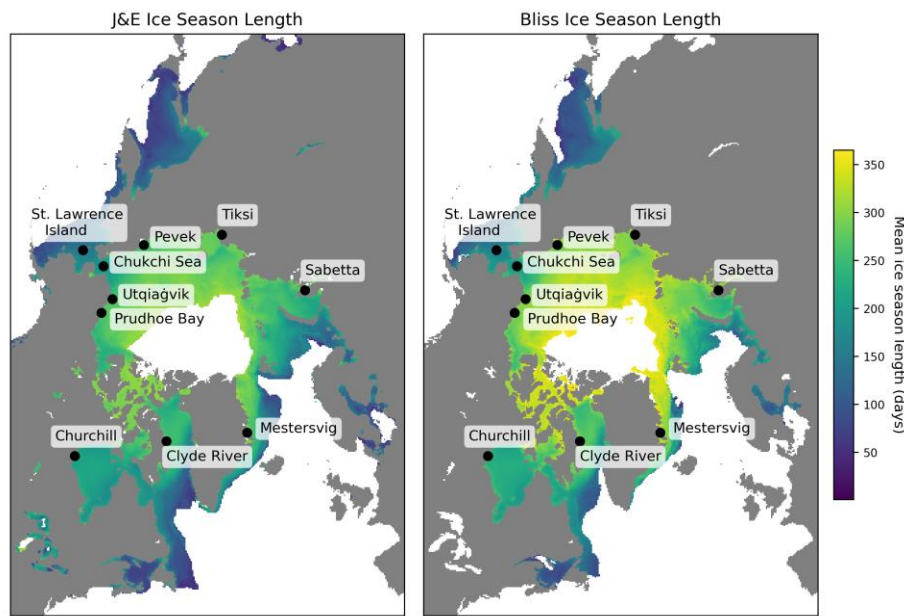 J&E Ice Season Length
St. Lawrence
Island
Pevek
Tiksi
Chukchi Sea
Sabetta
Utqiaġvik
Prudhoe Bay
Churchill
Mestersvig
Clyde River
Bliss Ice Season Length
St. Lawrence
Island
Pevek
Tiksi
Chukchi Sea
Sabetta
Utqiaġvik
Prudhoe Bay
Churchill
Mestersvig
Clyde River
350
300
250
200
150
100
50
Mean ice season length (days)